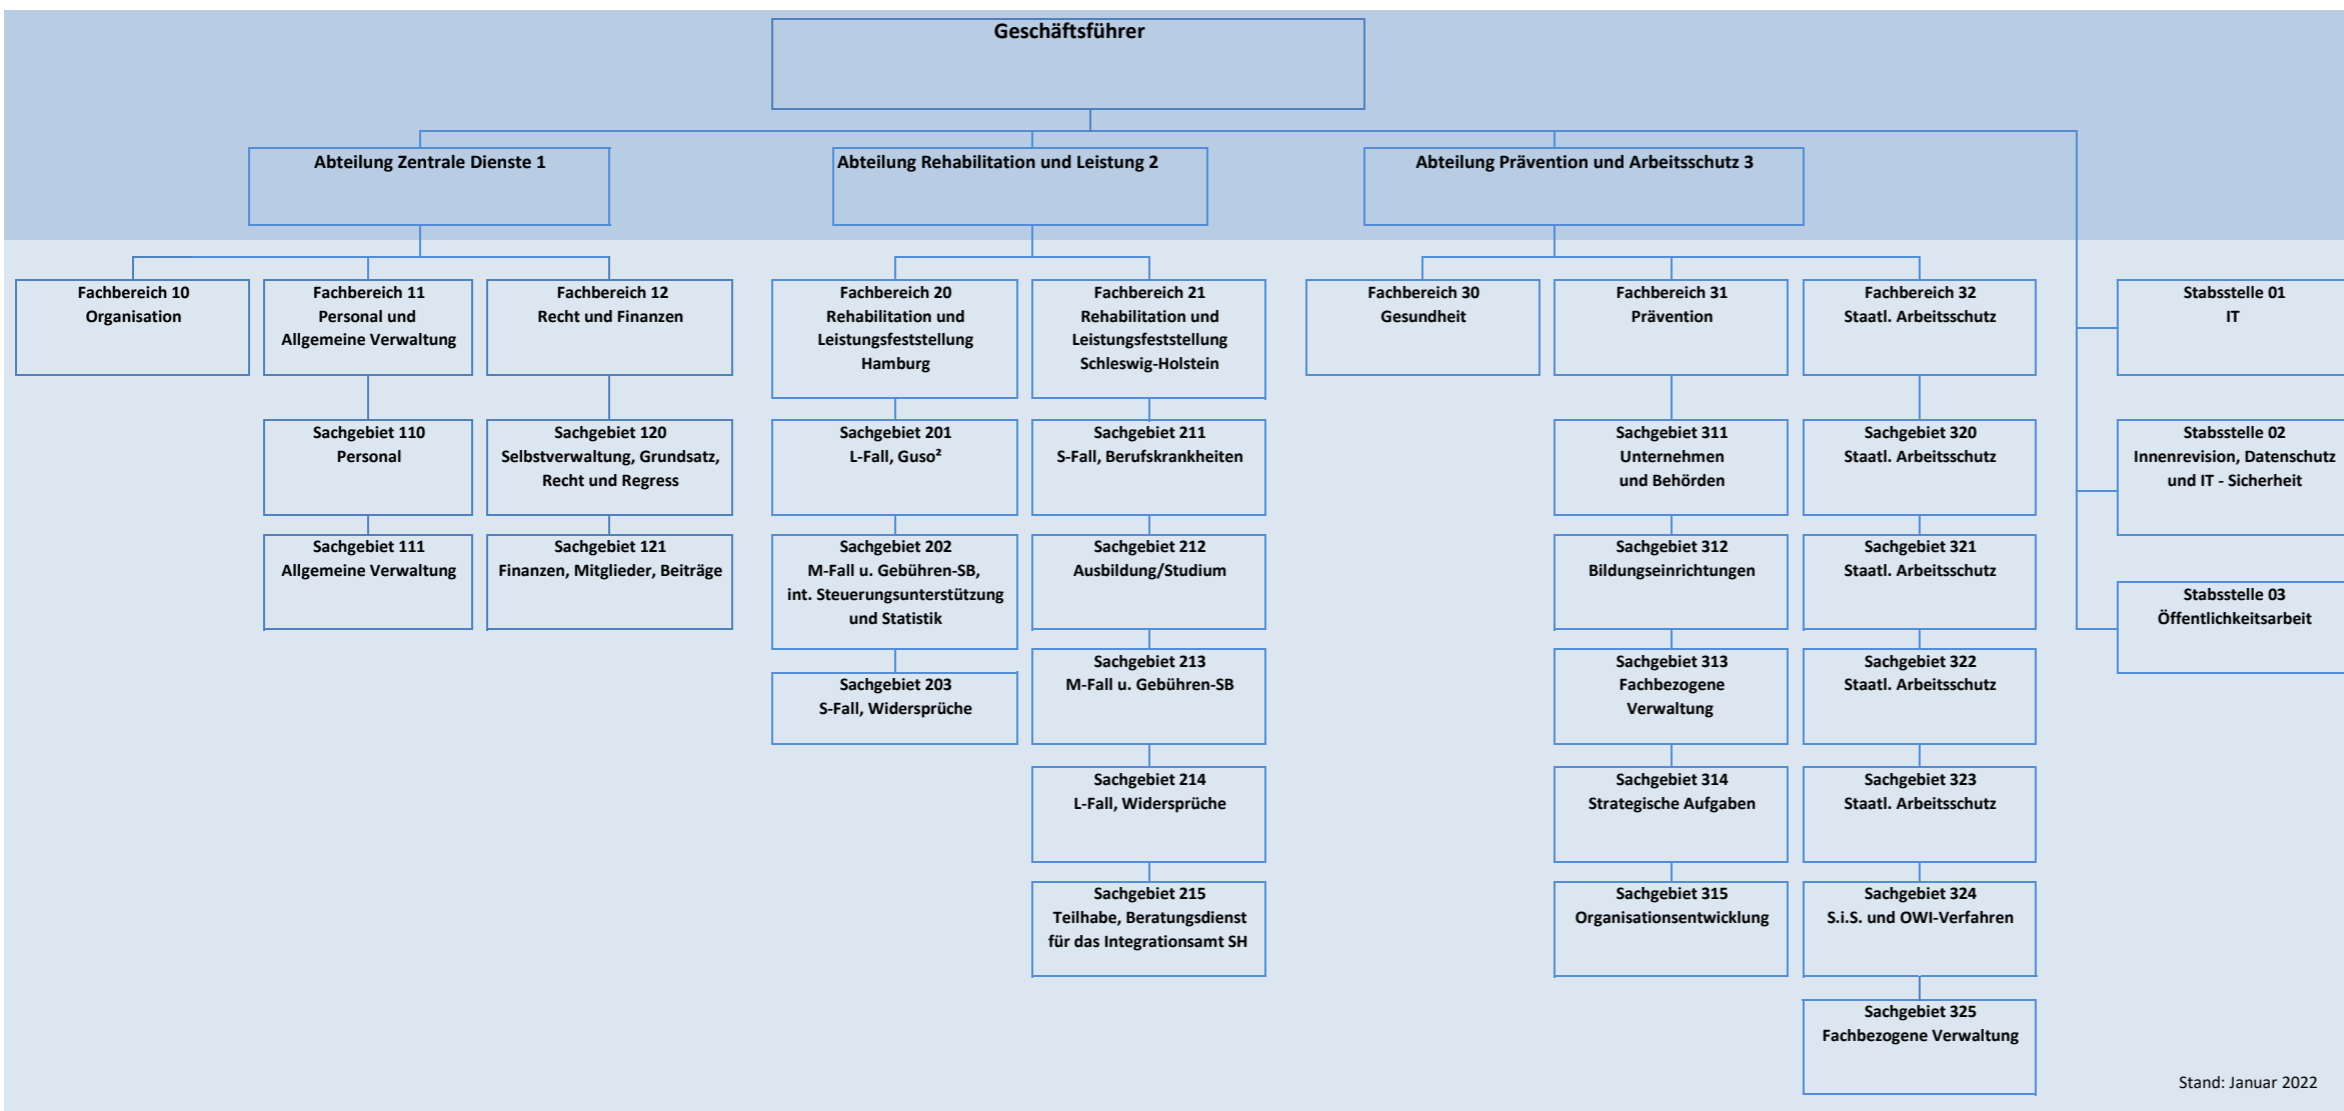 Geschäftsführer
Abteilung Zentrale Dienste 1
Abteilung Rehabilitation und Leistung 2
Abteilung Prävention und Arbeitsschutz 3
Fachbereich 10
Organisation
Fachbereich 11
Personal und
Allgemeine Verwaltung
Fachbereich 12
Recht und Finanzen
Fachbereich 20
Rehabilitation und
Leistungsfeststellung
Hamburg
Fachbereich 21
Rehabilitation und
Leistungsfeststellung
Schleswig-Holstein
Fachbereich 30
Gesundheit
Fachbereich 31
Prävention
Fachbereich 32
Staatl. Arbeitsschutz
Stabsstelle 01
IT
Sachgebiet 110
Personal
Sachgebiet 120
Selbstverwaltung, Grundsatz,
Recht und Regress
Sachgebiet 201
L-Fall, Guso²
Sachgebiet 211
S-Fall, Berufskrankheiten
Sachgebiet 311
Unternehmen
und Behörden
Sachgebiet 320
Staatl. Arbeitsschutz
Stabsstelle 02
Innenrevision, Datenschutz
und IT - Sicherheit
Sachgebiet 111
Allgemeine Verwaltung
Sachgebiet 121
Finanzen, Mitglieder, Beiträge
Sachgebiet 202
M-Fall u. Gebühren-SB,
int. Steuerungsunterstützung
und Statistik
Sachgebiet 212
Ausbildung/Studium
Sachgebiet 312
Bildungseinrichtungen
Sachgebiet 321
Staatl. Arbeitsschutz
Stabsstelle 03
Öffentlichkeitsarbeit
Sachgebiet 203
S-Fall, Widersprüche
Sachgebiet 213
M-Fall u. Gebühren-SB
Sachgebiet 313
Fachbezogene
Verwaltung
Sachgebiet 322
Staatl. Arbeitsschutz
Sachgebiet 214
L-Fall, Widersprüche
Sachgebiet 314
Strategische Aufgaben
Sachgebiet 323
Staatl. Arbeitsschutz
Sachgebiet 215
Teilhabe, Beratungsdienst
für das Integrationsamt SH
Sachgebiet 315
Organisationsentwicklung
Sachgebiet 324
S.i.S. und OWI-Verfahren
Sachgebiet 325
Fachbezogene Verwaltung
Stand: Januar 2022